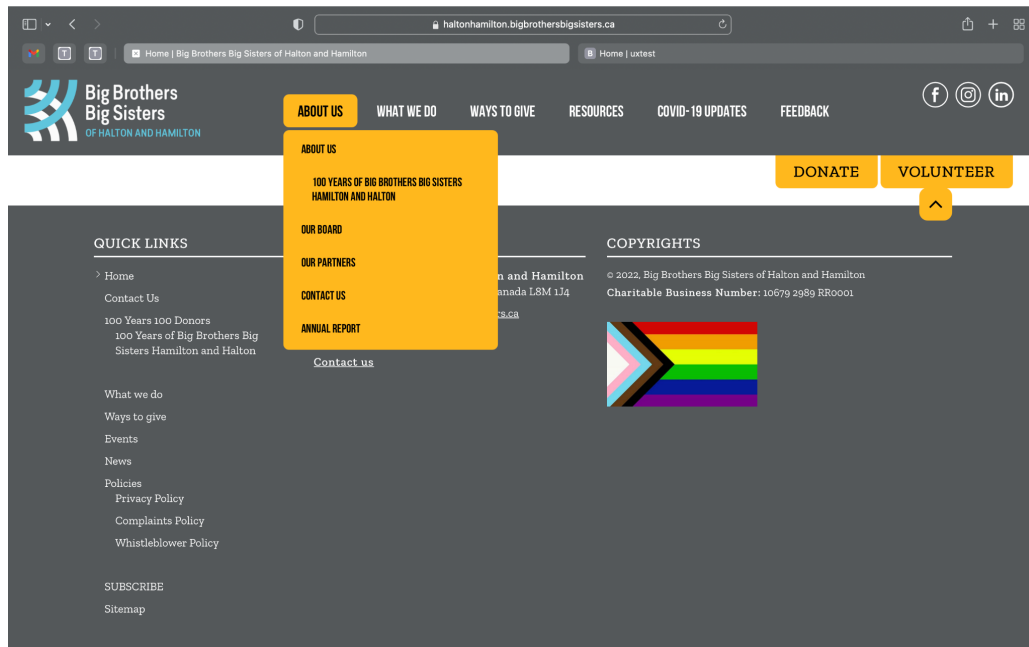 haltonhamilton.bigbrothersbigsisters.ca
T
T
Home | Big Brothers Big Sisters of Halton and Hamilton
B Home | uxtest
Big Brothers
Big Sisters
OF HALTON AND HAMILTON
ABOUT US
WHAT WE DO
WAYS TO GIVE
RESOURCES
COVID-19 UPDATES
FEEDBACK
ABOUT US
100 YEARS OF BIG BROTHERS BIG SISTERS
HAMILTON AND HALTON
OUR BOARD
OUR PARTNERS
CONTACT US
ANNUAL REPORT
DONATE
VOLUNTEER
QUICK LINKS
Home
Contact Us
100 Years 100 Donors
100 Years of Big Brothers Big
Sisters Hamilton and Halton
What we do
Ways to give
Events
News
Policies
Privacy Policy
Complaints Policy
Whistleblower Policy
SUBSCRIBE
Sitemap
and Hamilton
L8M 1J4
Contact us
COPYRIGHTS
© 2022, Big Brothers Big Sisters of Halton and Hamilton
Charitable Business Number: 10679 2989 RR0001